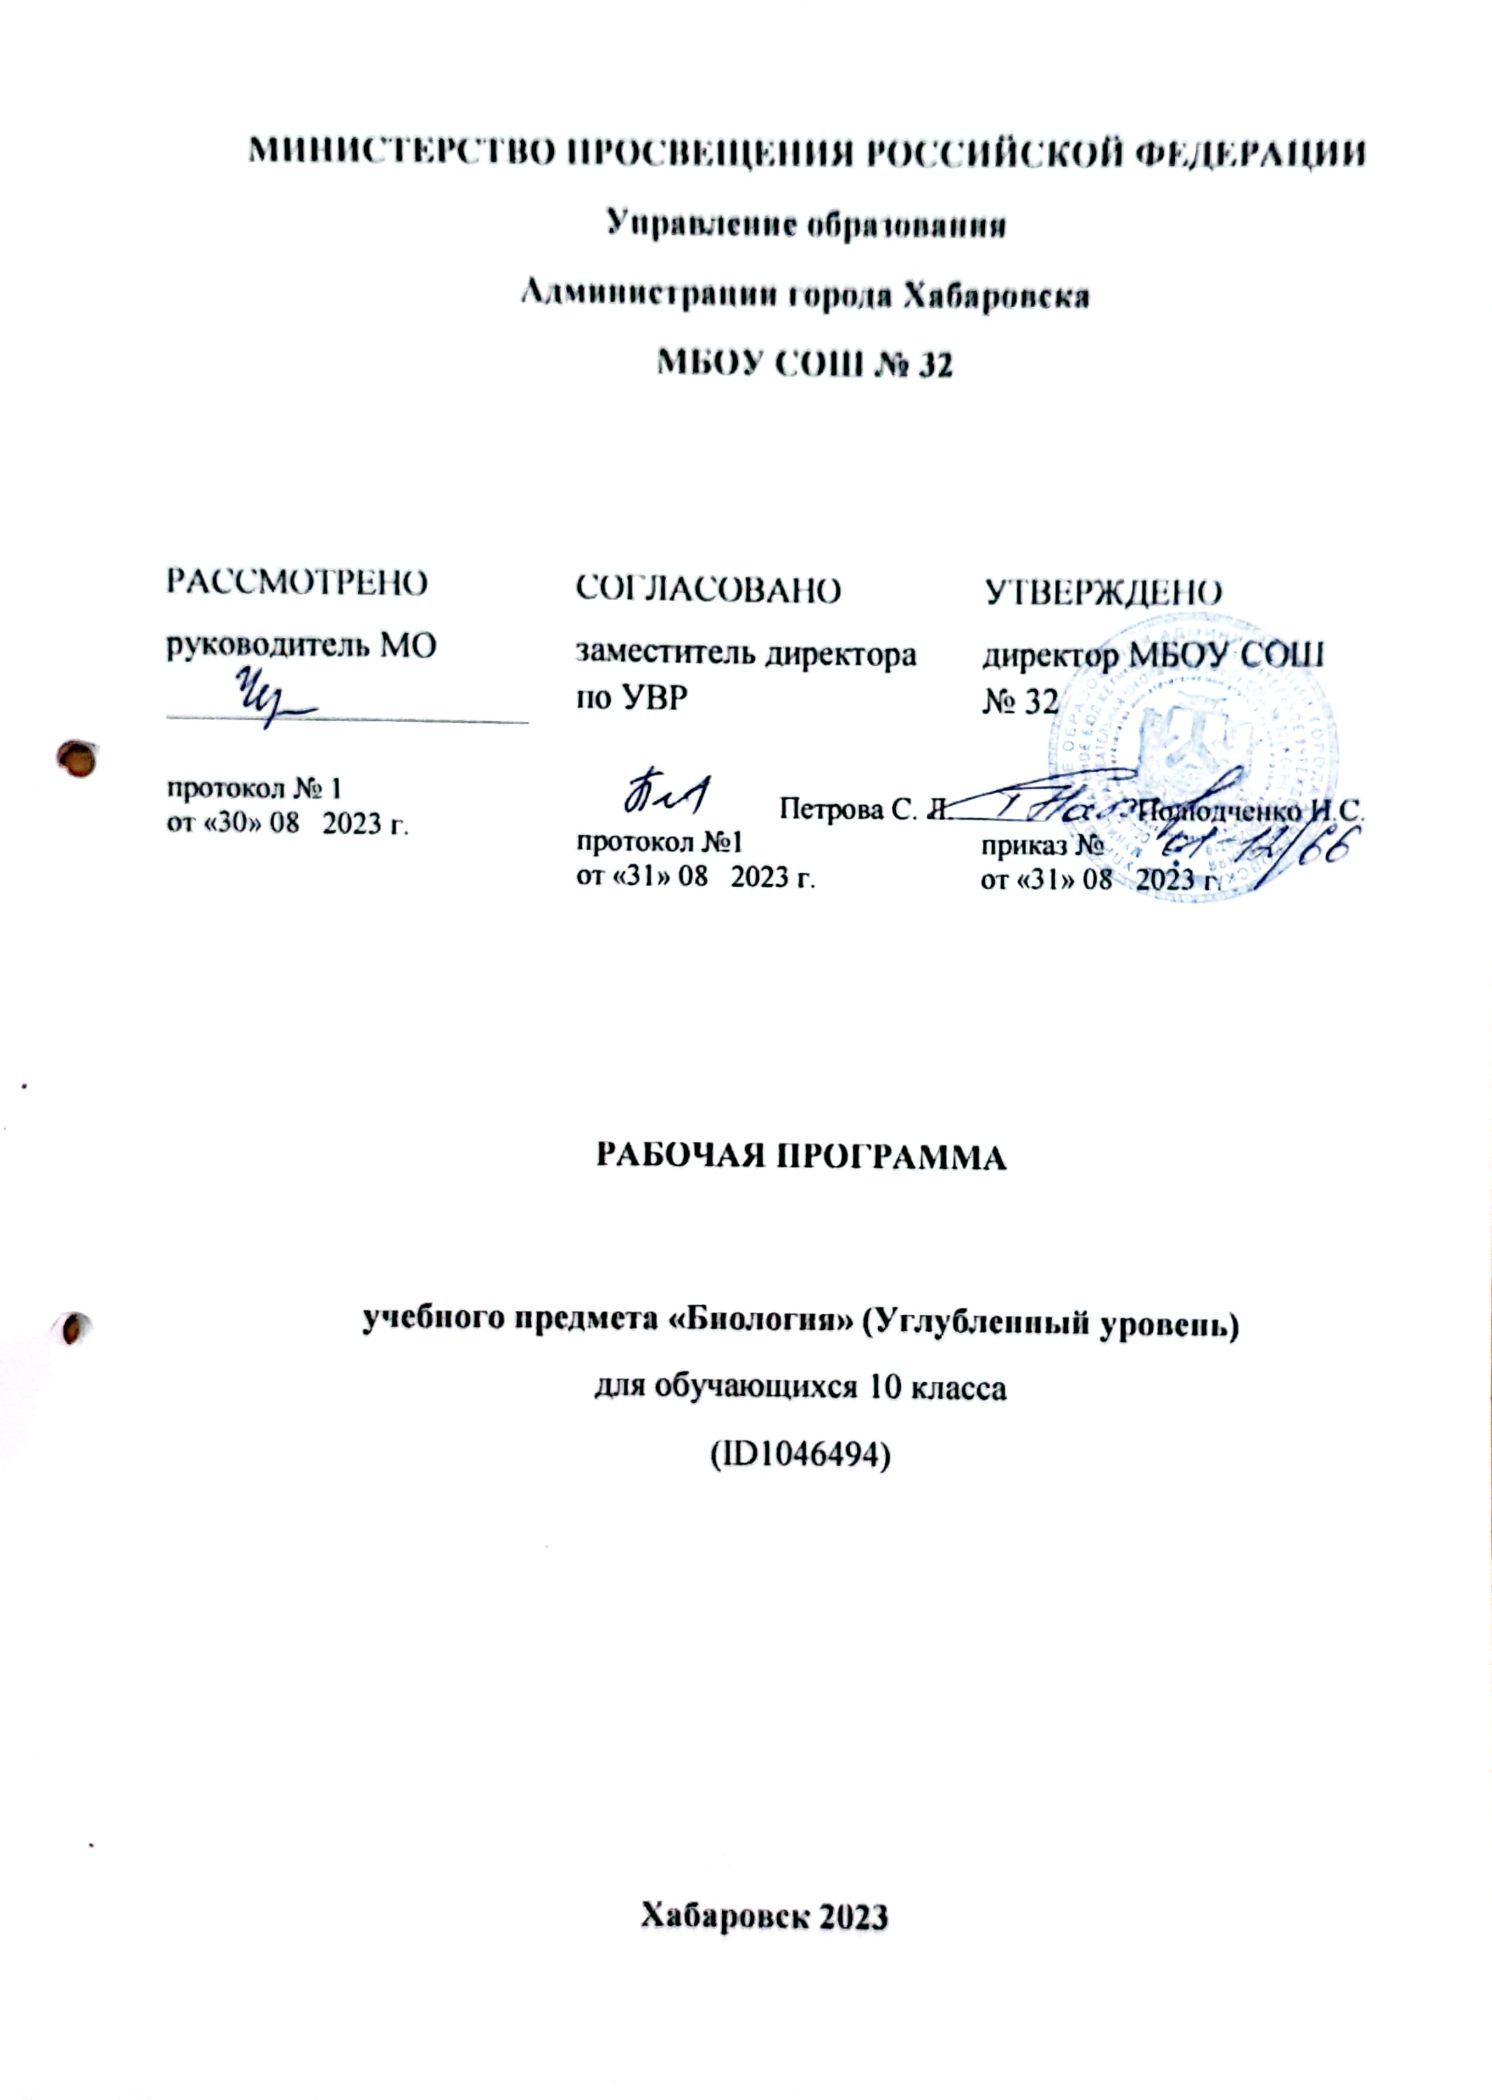 МИНИСТЕРСТВО ПРОСВЕЩЕНИЯ РОССИЙСКОЙ ФЕДЕРАЦИИ
Управление образования
Администрации города Хабаровска
МБОУ СОШ № 32
РАССМОТРЕНО
руководитель МО
протокол № 1
от «30» 08 2023 г.
СОГЛАСОВАНО
заместитель директора
по УВР
Петрова С. Л.
протокол №1
от «31» 08 2023 г.
УТВЕРЖДЕНО
директор МБОУ СОШ
№ 32
И.С.
приказ № 01-12/66
от «31» 08 2023 г.
РАБОЧАЯ ПРОГРАММА
учебного предмета «Биология» (Углубленный уровень)
для обучающихся 10 класса
(ID1046494)
Хабаровск 2023